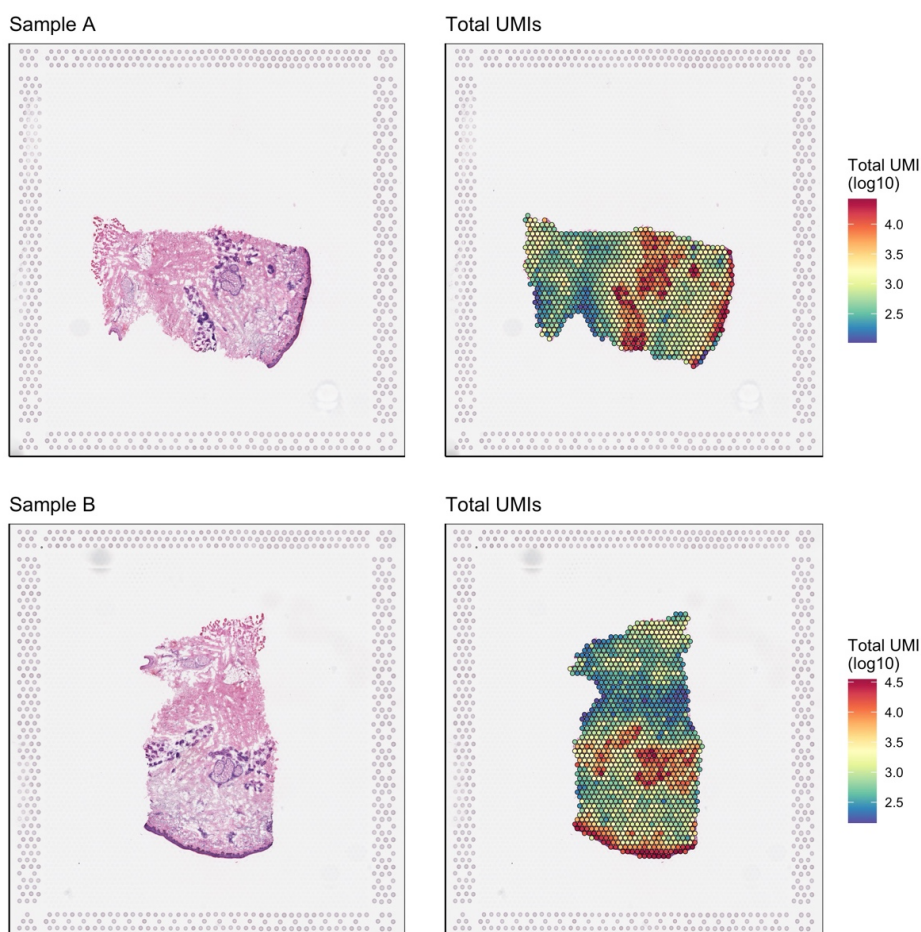 Sample A
Total UMIs
Total UMI
(log10)
4.0
3.5
3.0
2.5
Sample B
Total UMIs
Total UMI
(log10)
4.5
4.0
3.5
3.0
2.5